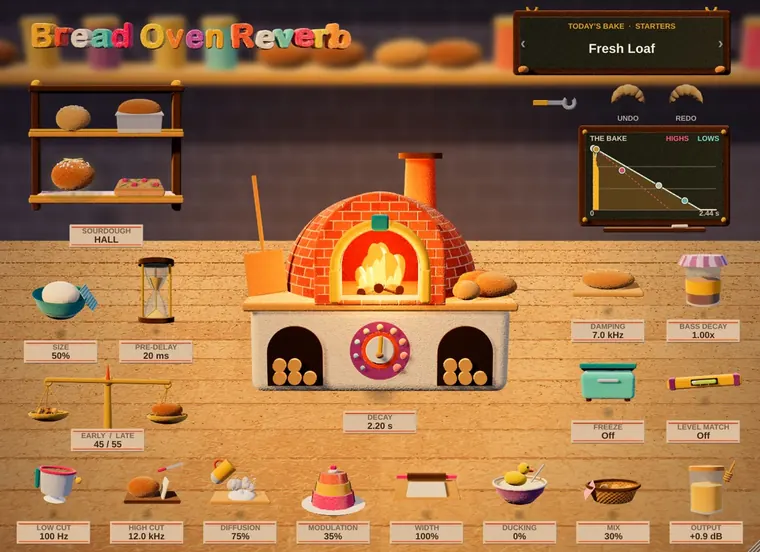 Bread Oven Reverb
TODAY'S BAKE · STARTERS
‹ Fresh Loaf ›
UNDO
REDO
THE BAKE HIGHS LOWS
0 2.44 s
SOURDOUGH
HALL
SIZE
50%
PRE-DELAY
20 ms
DAMPING
7.0 kHz
BASS DECAY
1.00x
EARLY / LATE
45 / 55
DECAY
2.20 s
FREEZE
Off
LEVEL MATCH
Off
LOW CUT
100 Hz
HIGH CUT
12.0 kHz
DIFFUSION
75%
MODULATION
35%
WIDTH
100%
DUCKING
0%
MIX
30%
OUTPUT
+0.9 dB